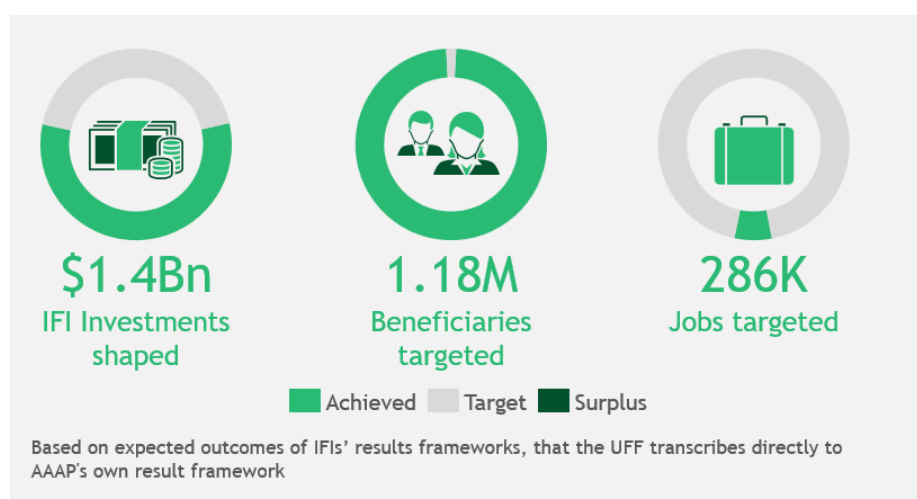 $1.4Bn
IFI Investments
shaped
1.18M
Beneficiaries
targeted
286K
Jobs targeted
Achieved
Target
Surplus
Based on expected outcomes of IFIs’ results frameworks, that the UFF transcribes directly to
AAAP's own result framework